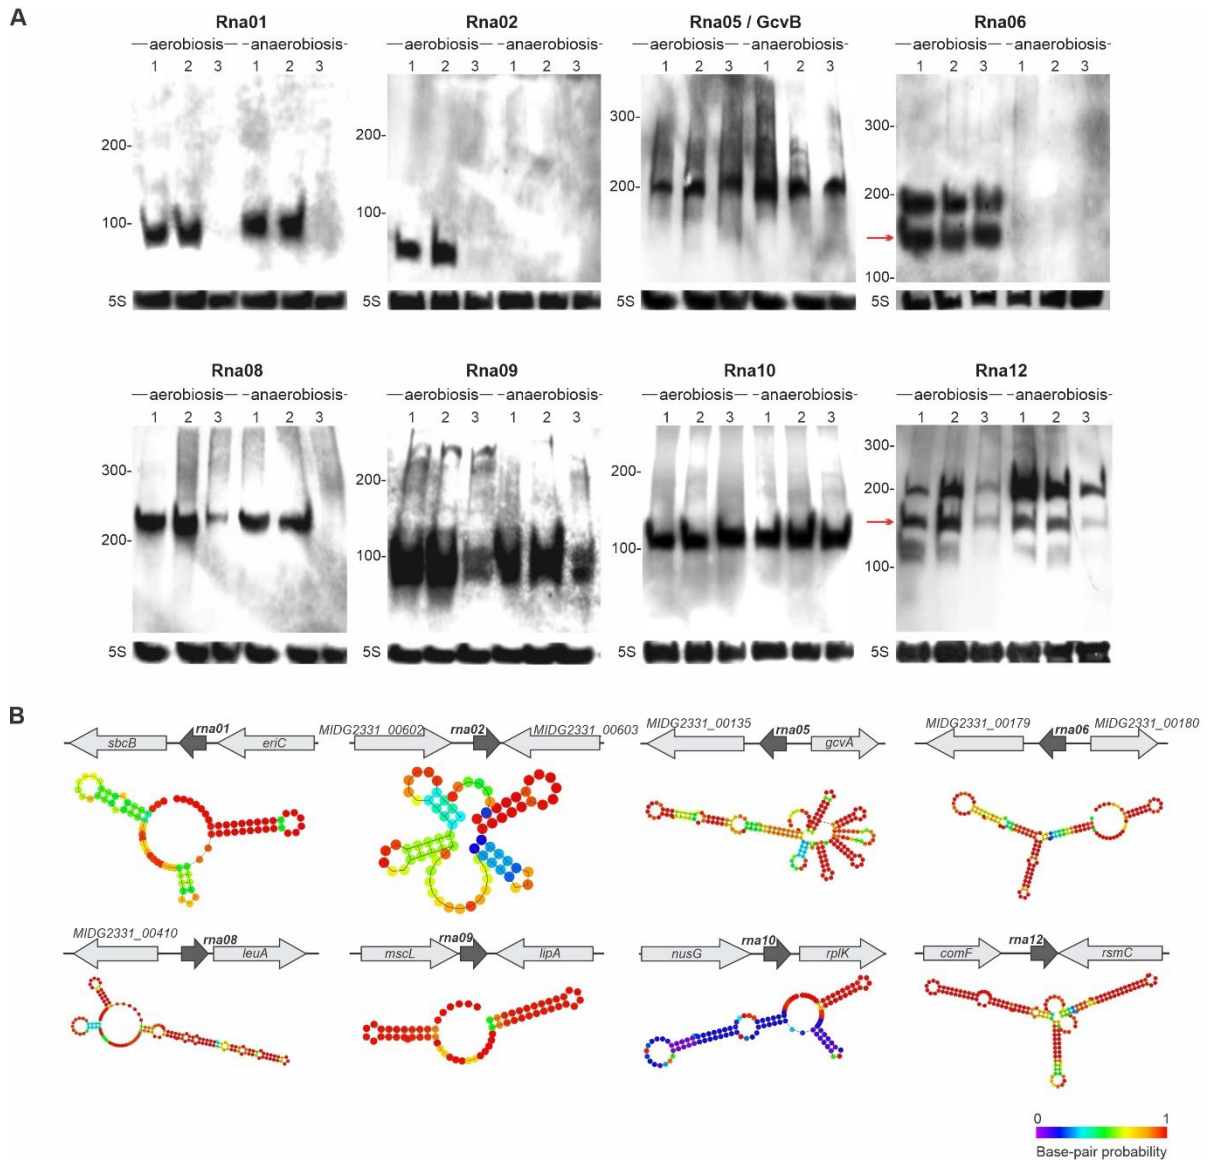 A
Rna01 Rna02 Rna05 / GcvB Rna06
aerobiosis anaerobiosis aerobiosis anaerobiosis aerobiosis anaerobiosis aerobiosis anaerobiosis
1 2 3 1 2 3 1 2 3 1 2 3 1 2 3 1 2 3 1 2 3 1 2 3
200- 100- 5S
200- 100- 5S
300- 200- 5S
300- 200- 100- 5S
Rna08 Rna09 Rna10 Rna12
aerobiosis anaerobiosis aerobiosis anaerobiosis aerobiosis anaerobiosis aerobiosis anaerobiosis
1 2 3 1 2 3 1 2 3 1 2 3 1 2 3 1 2 3 1 2 3 1 2 3
300- 200- 5S
200- 100- 5S
200- 100- 5S
300- 200- 100- 5S
B
sbcB rna01 eriC
MIDG2331_00602 rna02 MIDG2331_00603
MIDG2331_00135 rna05 gcvA
MIDG2331_00179 rna06 MIDG2331_00180
MIDG2331_00410 rna08 leuA
mscL rna09 lipA
nusG rna10 rplK
comF rna12 rsmC
0 1
Base-pair probability